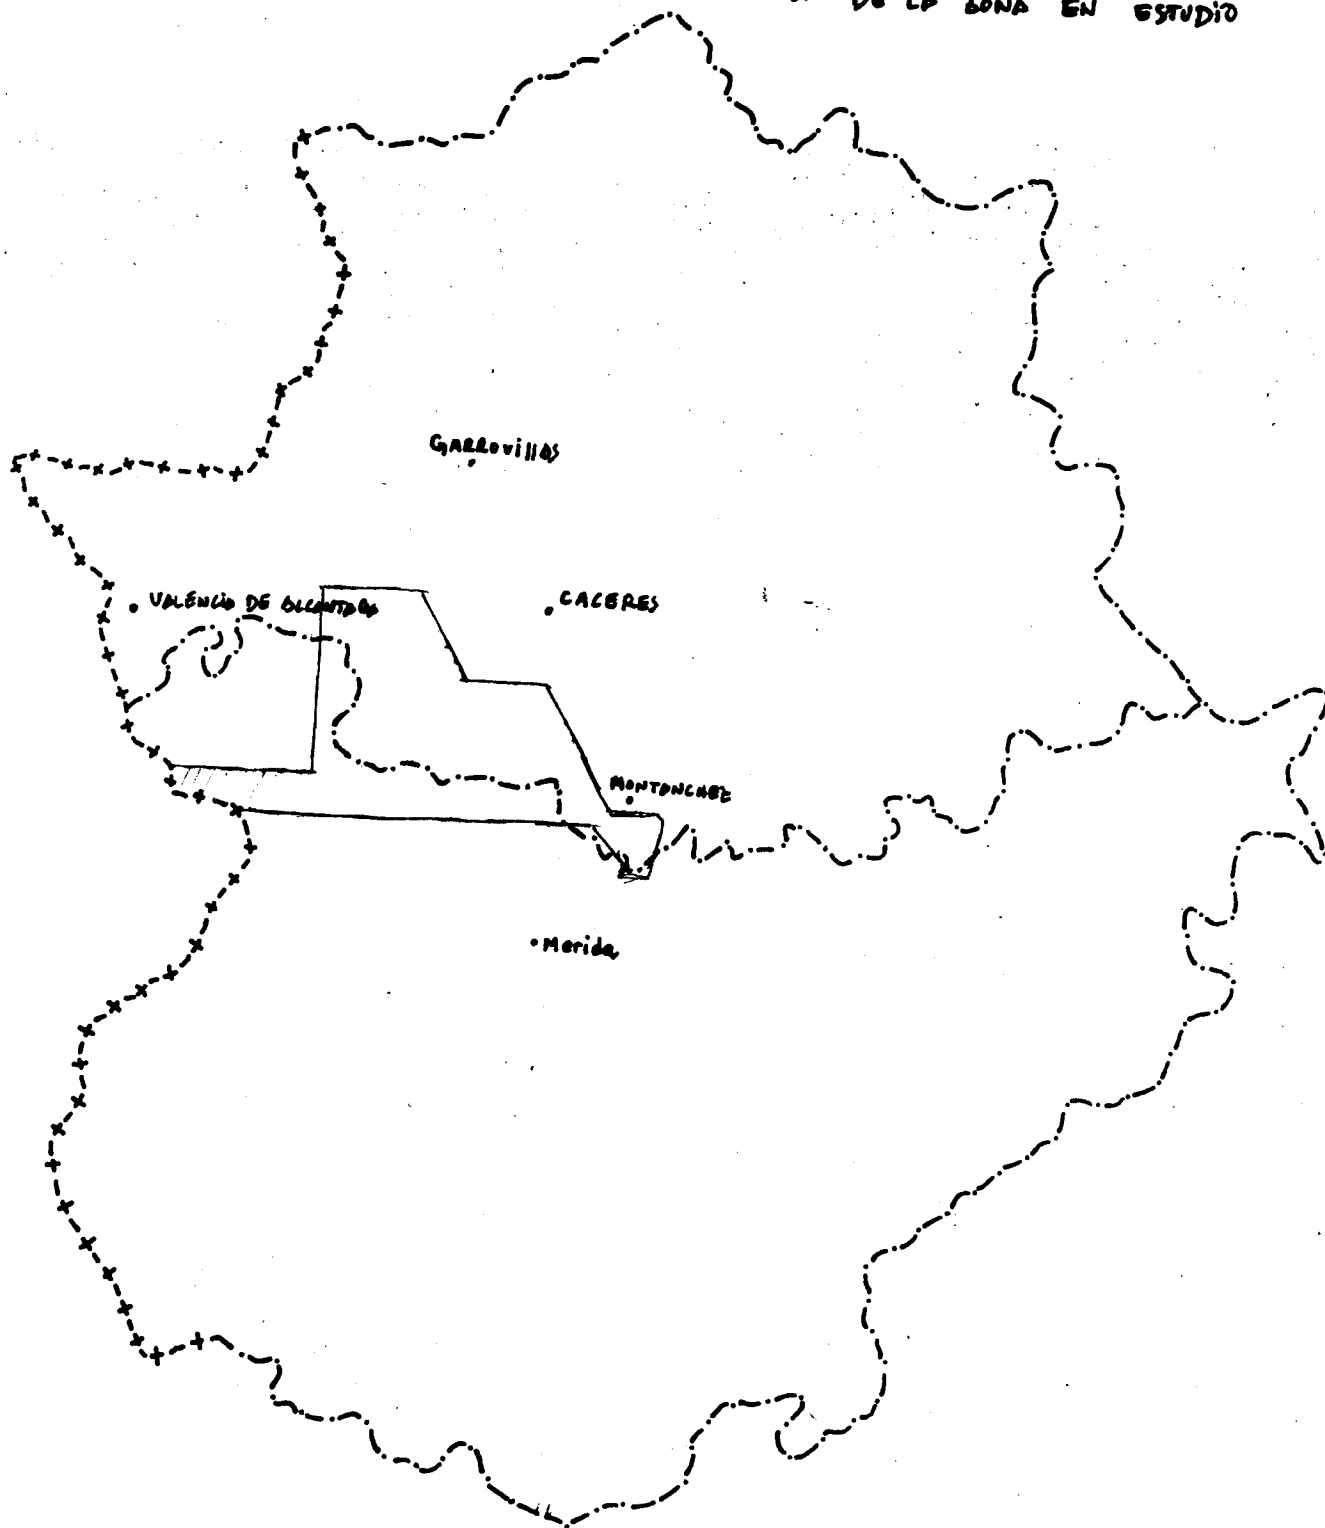 DE LA ZONA EN ESTUDIO
GARROVILLAS
VALENCIA DE ALCANTARA
CACERES
MONTANCHEZ
Merida